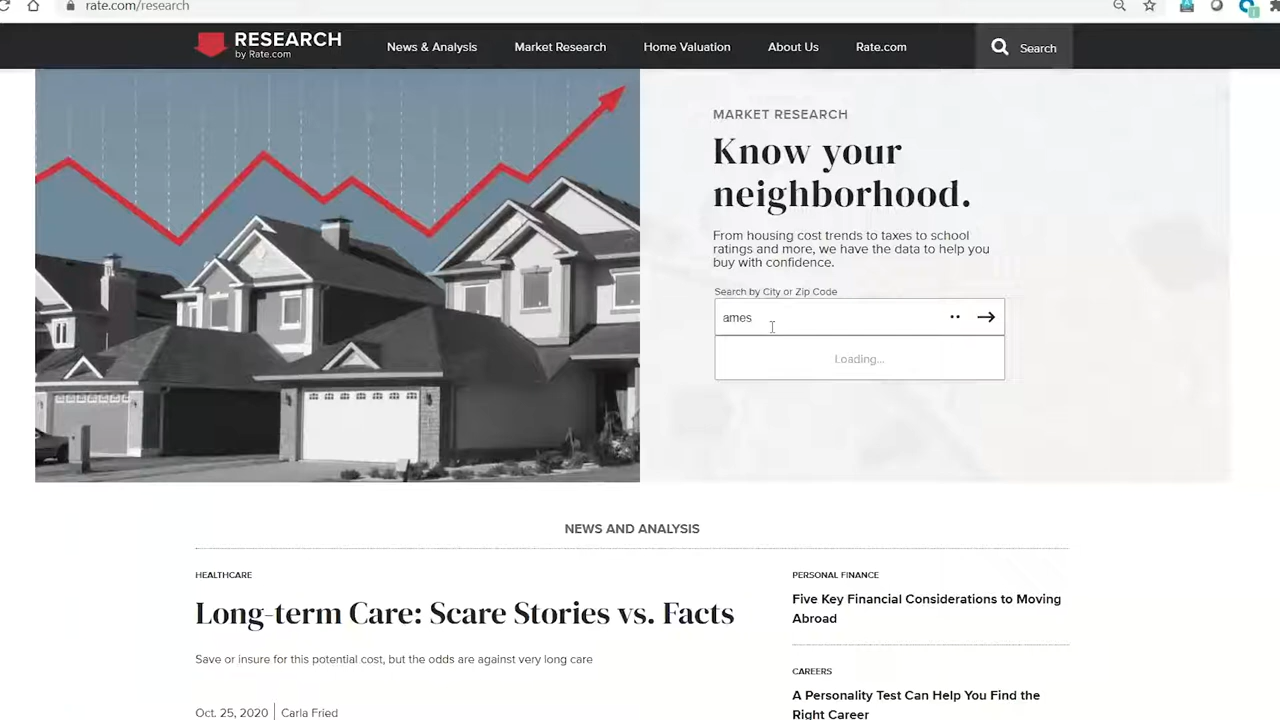 rate.com/research
RESEARCH
by Rate.com
News & Analysis
Market Research
Home Valuation
About Us
Rate.com
Search
MARKET RESEARCH
Know your
neighborhood.
From housing cost trends to taxes to school
ratings and more, we have the data to help you
buy with confidence.
Search by City or Zip Code
ames
Loading...
NEWS AND ANALYSIS
HEALTHCARE
Long-term Care: Scare Stories vs. Facts
Save or insure for this potential cost, but the odds are against very long care
Oct. 25, 2020 | Carla Fried
PERSONAL FINANCE
Five Key Financial Considerations to Moving
Abroad
CAREERS
A Personality Test Can Help You Find the
Right Career